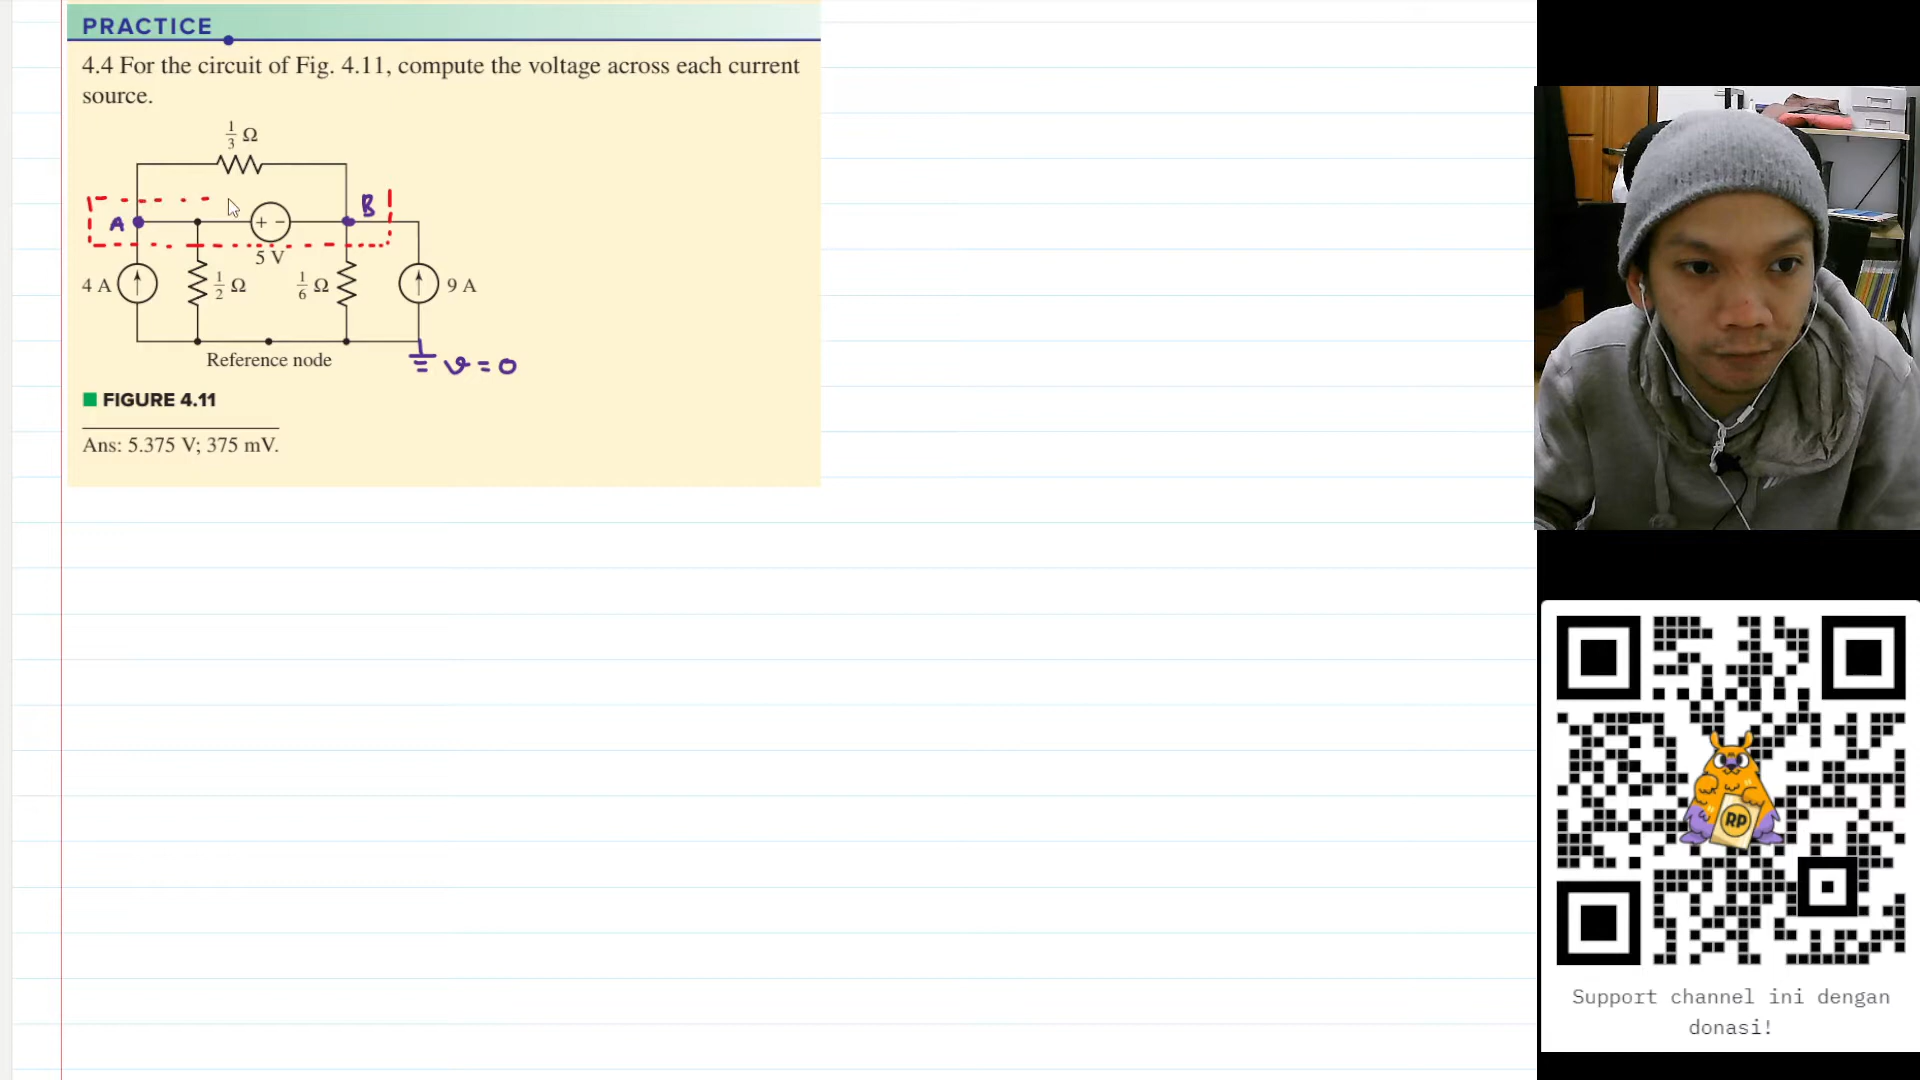 PRACTICE
4.4 For the circuit of Fig. 4.11, compute the voltage across each current
source.
1/3 Ω
A
B
+ −
5 V
4 A
1/2 Ω
1/6 Ω
9 A
Reference node
v = 0
FIGURE 4.11
Ans: 5.375 V; 375 mV.
RP
Support channel ini dengan
donasi!